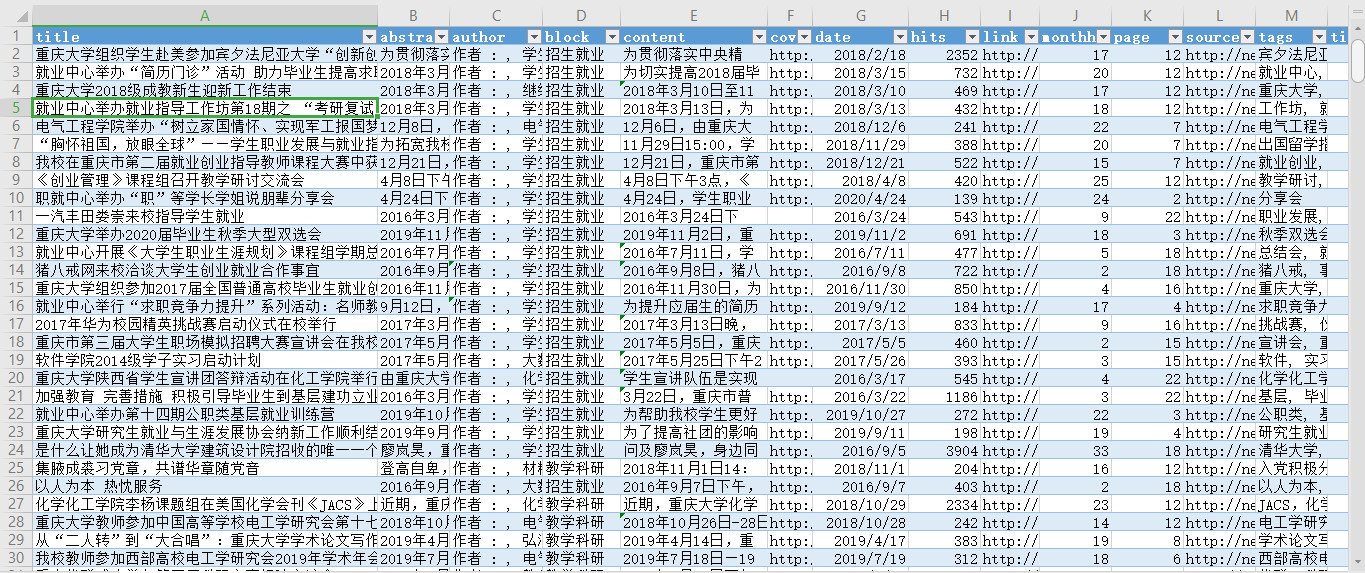 A B C D E F G H I J K L M
1 title abstra author block content cov date hits link monthh page source tags ti
2 重庆大学组织学生赴美参加宾夕法尼亚大学“创新创 为贯彻落实 作者：, 学 招生就业 为贯彻落实中央精 http: 2018/2/18 2352 http:// 17 12 http://ne 宾夕法尼
3 就业中心举办“简历门诊”活动 助力毕业生提高求 2018年3月 作者：, 学 招生就业 为切实提高2018届毕 http: 2018/3/15 732 http:// 20 12 http://ne 就业中心,
4 重庆大学2018级成教新生迎新工作结束 2018年3月 作者：, 继 招生就业 2018年3月10日至11 http: 2018/3/10 469 http:// 17 12 http://ne 重庆大学,
5 就业中心举办就业指导工作坊第18期之 “考研复试 2018年3月 作者：, 学 招生就业 2018年3月13日，为 http: 2018/3/13 432 http:// 18 12 http://ne 工作坊, 就
6 电气工程学院举办“树立家国情怀、实现军工报国梦 12月8日， 作者：, 电 招生就业 12月6日，由重庆大 http: 2018/12/6 241 http:// 22 7 http://ne 电气工程学
7 “胸怀祖国，放眼全球”——学生职业发展与就业指 为拓宽我校 作者：, 学 招生就业 11月29日15:00，学 http: 2018/11/29 388 http:// 20 7 http://ne 出国留学指
8 我校在重庆市第二届就业创业指导教师课程大赛中获 12月21日， 作者：, 学 招生就业 12月21日，重庆市第 http: 2018/12/21 522 http:// 15 7 http://ne 就业创业,
9 《创业管理》课程组召开教学研讨交流会 4月8日下午 作者：, 学 招生就业 4月8日下午3点，《 http: 2018/4/8 420 http:// 25 12 http://ne 教学研讨,
10 职就中心举办“职”等学长学姐说朋辈分享会 4月24日下 作者：, 学 招生就业 4月24日，学生职业 http: 2020/4/24 139 http:// 24 2 http://ne 分享会
11 一汽丰田娄崇来校指导学生就业 2016年3月 作者：, 学 招生就业 2016年3月24日下 2016/3/24 543 http:// 9 22 http://ne 职业发展,
12 重庆大学举办2020届毕业生秋季大型双选会 2019年11月 作者：, 学 招生就业 2019年11月2日，重 http: 2019/11/2 691 http:// 18 3 http://ne 秋季双选会
13 就业中心开展《大学生职业生涯规划》课程组学期总 2016年7月 作者：, 学 招生就业 2016年7月11日，学 http: 2016/7/11 477 http:// 5 18 http://ne 总结会, 就
14 猪八戒网来校洽谈大学生创业就业合作事宜 2016年9月 作者：, 学 招生就业 2016年9月8日，猪八 http: 2016/9/8 722 http:// 2 18 http://ne 猪八戒, 事
15 重庆大学组织参加2017届全国普通高校毕业生就业创 2016年11月 作者：, 学 招生就业 2016年11月30日，为 http: 2016/11/30 850 http:// 4 16 http://ne 重庆大学,
16 就业中心举行“求职竞争力提升”系列活动：名师教 9月12日， 作者：, 学 招生就业 为提升应届生的简历 http: 2019/9/12 184 http:// 17 4 http://ne 求职竞争力
17 2017年华为校园精英挑战赛启动仪式在校举行 2017年3月 作者：, 学 招生就业 2017年3月13日晚， http: 2017/3/13 833 http:// 9 16 http://ne 挑战赛,
18 重庆市第三届大学生职场模拟招聘大赛宣讲会在我校 2017年5月 作者：, 学 招生就业 2017年5月5日，重庆 http: 2017/5/5 460 http:// 2 15 http://ne 宣讲会, 重
19 软件学院2014级学子实习启动计划 2017年5月 作者：, 大数 招生就业 2017年5月25日下午2 http: 2017/5/26 393 http:// 3 15 http://ne 软件, 实习
20 重庆大学陕西省学生宣讲团答辩活动在化工学院举行 由重庆大学 作者：, 化 招生就业 学生宣讲队伍是实现 2016/3/17 545 http:// 4 22 http://ne 化学化工学
21 加强教育 完善措施 积极引导毕业生到基层建功立业 2016年3月 作者：, 学 招生就业 3月22日，重庆市普 http: 2016/3/22 1186 http:// 3 22 http://ne 基层, 毕业
22 就业中心举办第十四期公职类基层就业训练营 2019年10月 作者：, 学 招生就业 为帮助我校学生更好 http: 2019/10/27 272 http:// 22 3 http://ne 公职类, 基
23 重庆大学研究生就业与生涯发展协会纳新工作顺利结 2019年9月 作者：, 学 招生就业 为了提高社团的影响 http: 2019/9/11 198 http:// 19 4 http://ne 研究生就业
24 是什么让她成为清华大学建筑设计院招收的唯一一个 廖岚昊，重 作者：, 学 招生就业 问及廖岚昊，身边同 http: 2016/9/5 3904 http:// 33 18 http://ne 清华大学,
25 集腋成裘习党章，共谱华章随党音 登高自卑， 作者：, 材料 教学科研 2018年11月1日14： http: 2018/11/1 204 http:// 16 12 http://ne 入党积极分
26 以人为本 热忱服务 2016年9月 作者：, 大数 教学科研 2016年9月7日下午， http: 2016/9/7 403 http:// 2 18 http://ne 以人为本,
27 化学化工学院李杨课题组在美国化学会刊《JACS》上 近期，重庆 作者：, 化 教学科研 近期，重庆大学化学 http: 2018/10/29 2334 http:// 23 12 http://ne JACS, 化学
28 重庆大学教师参加中国高等学校电工学研究会第十七 2018年10月 作者：, 电 教学科研 2018年10月26日-28日 http: 2018/10/28 242 http:// 14 12 http://ne 电工学研究
29 从“二人转”到“大合唱”：重庆大学学术论文写作 2019年4月 作者：, 弘 教学科研 2019年4月14日，重 http: 2019/4/17 383 http:// 19 8 http://ne 学术论文写
30 我校教师参加西部高校电工学研究会2019年学术年会 2019年7月 作者：, 电 教学科研 2019年7月18日—19 http: 2019/7/19 312 http:// 18 6 http://ne 西部高校电